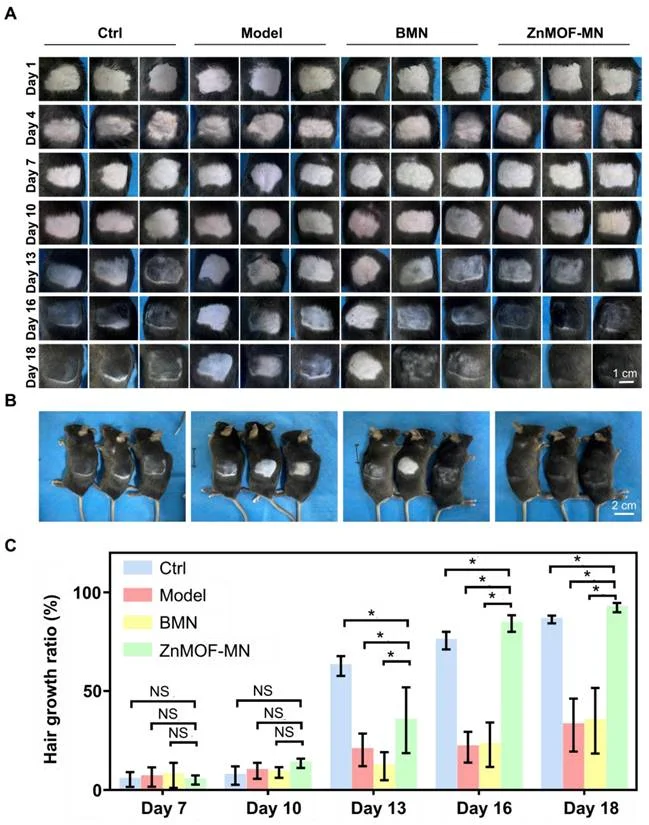 A
Ctrl Model BMN ZnMOF-MN
Day 1
Day 4
Day 7
Day 10
Day 13
Day 16
Day 18
1 cm
B
2 cm
C
Hair growth ratio (%)
100
50
0
Ctrl
Model
BMN
ZnMOF-MN
NS
NS
NS
NS
NS
NS
*
*
*
*
*
*
*
*
*
Day 7 Day 10 Day 13 Day 16 Day 18